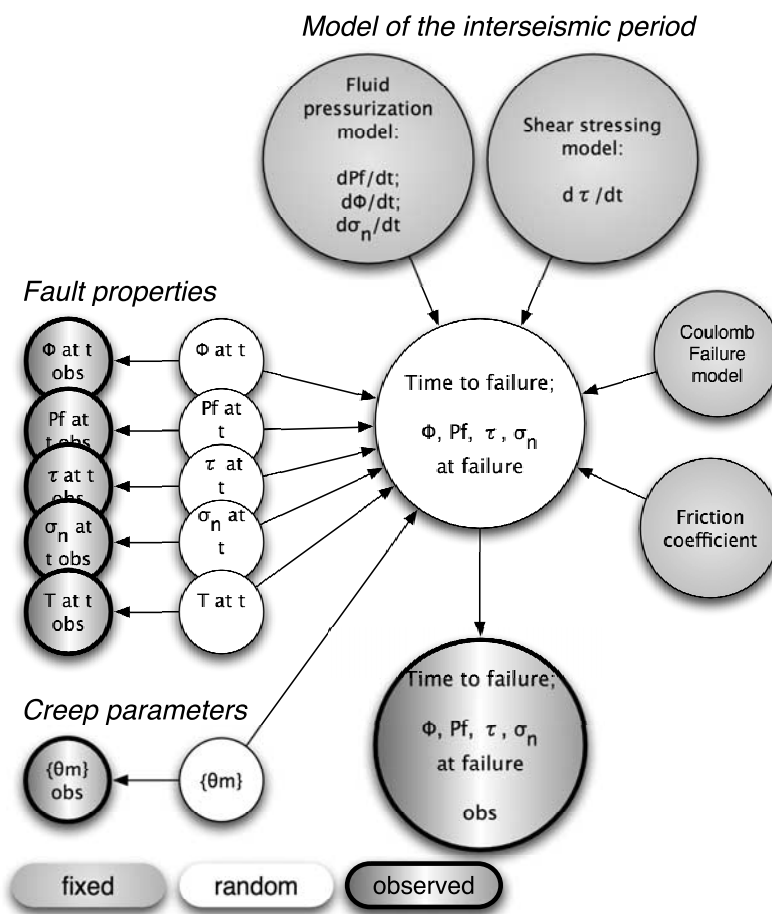 Model of the interseismic period
Fluid
pressurization
model:
dPf/dt;
dΦ/dt;
dσn/dt
Shear stressing
model:
d τ /dt
Fault properties
Φ at t
obs
Φ at t
Pf at
t obs
Pf at
t
τ at t
obs
τ at
t
σn at
t obs
σn at
t
T at t
obs
T at t
Time to failure;
Φ, Pf, τ , σn
at failure
Coulomb
Failure
model
Friction
coefficient
Creep parameters
{θm}
obs
{θm}
Time to failure;
Φ, Pf, τ , σn
at failure
obs
fixed
random
observed